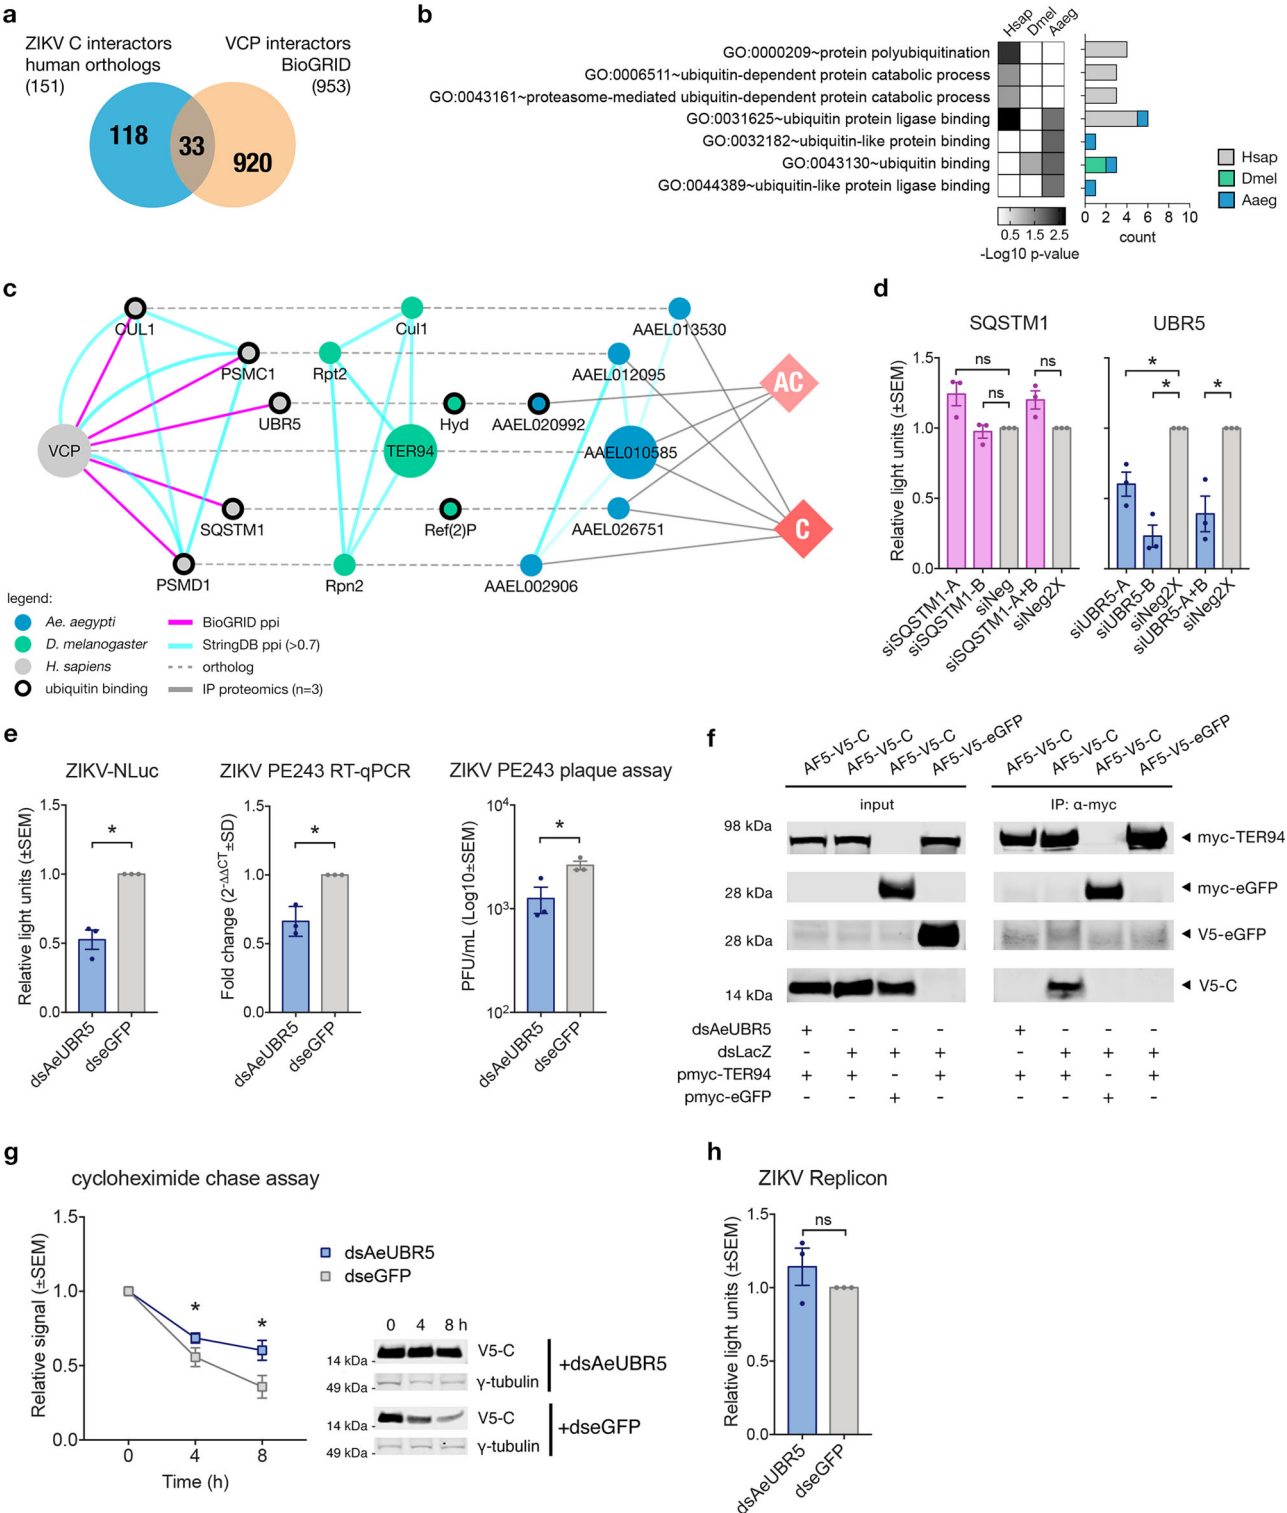 a
ZIKV C interactors
human orthologs
(151)
VCP interactors
BioGRID
(953)
118
33
920
b
Hsap
Dmel
Aaeg
GO:0000209~protein polyubiquitination
GO:0006511~ubiquitin-dependent protein catabolic process
GO:0043161~proteasome-mediated ubiquitin-dependent protein catabolic process
GO:0031625~ubiquitin protein ligase binding
GO:0032182~ubiquitin-like protein binding
GO:0043130~ubiquitin binding
GO:0044389~ubiquitin-like protein ligase binding
0.5 1.5 2.5
-Log10 p-value
0 2 4 6 8 10
count
Hsap
Dmel
Aaeg
c
CUL1
Cul1
AAEL013530
PSMC1
Rpt2
AAEL012095
AC
UBR5
Hyd
AAEL020992
VCP
TER94
AAEL010585
SQSTM1
Ref(2)P
AAEL026751
C
PSMD1
Rpn2
AAEL002906
legend:
Ae. aegypti
D. melanogaster
H. sapiens
ubiquitin binding
BioGRID ppi
StringDB ppi (>0.7)
ortholog
IP proteomics (n=3)
d
SQSTM1
UBR5
Relative light units (±SEM)
1.5
1.0
0.5
0.0
ns
ns
ns
*
*
*
siSQSTM1-A
siSQSTM1-B
siNeg
siSQSTM1-A+B
siNeg2X
siUBR5-A
siUBR5-B
siNeg2X
siUBR5-A+B
siNeg2X
e
ZIKV-NLuc
Relative light units (±SEM)
1.5
1.0
0.5
0.0
*
dsAeUBR5
dseGFP
ZIKV PE243 RT-qPCR
Fold change (2-ΔΔCT±SD)
1.5
1.0
0.5
0.0
*
dsAeUBR5
dseGFP
ZIKV PE243 plaque assay
PFU/mL (Log10±SEM)
10⁴
10³
10²
*
dsAeUBR5
dseGFP
f
AF5-V5-C
AF5-V5-C
AF5-V5-C
AF5-V5-eGFP
AF5-V5-C
AF5-V5-C
AF5-V5-C
AF5-V5-eGFP
input
IP: α-myc
98 kDa
myc-TER94
28 kDa
myc-eGFP
28 kDa
V5-eGFP
14 kDa
V5-C
dsAeUBR5 + - - - + - - -
dsLacZ - + + + - + + +
pmyc-TER94 + + - + + + - +
pmyc-eGFP - - + - - - + -
g
cycloheximide chase assay
Relative signal (±SEM)
1.5
1.0
0.5
0.0
*
*
0 4 8
Time (h)
dsAeUBR5
dseGFP
0 4 8 h
14 kDa -
V5-C
49 kDa -
γ-tubulin
+dsAeUBR5
14 kDa -
V5-C
49 kDa -
γ-tubulin
+dseGFP
h
ZIKV Replicon
Relative light units (±SEM)
1.5
1.0
0.5
0.0
ns
dsAeUBR5
dseGFP